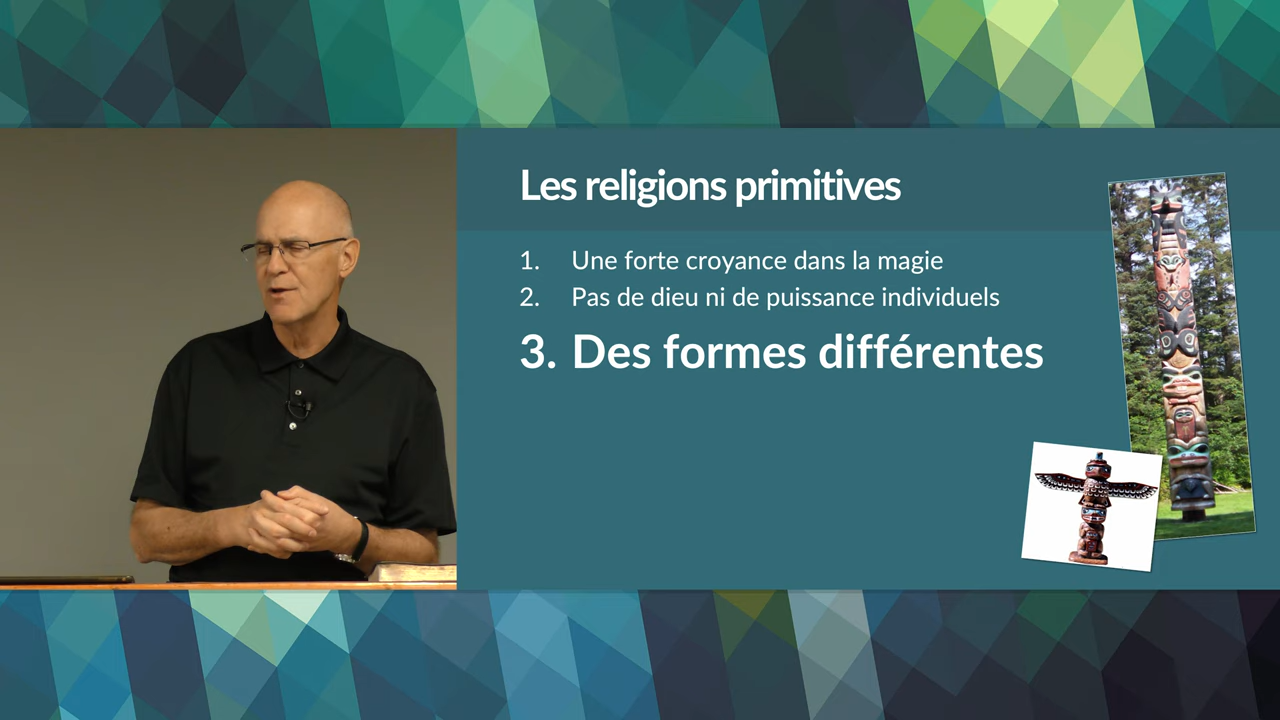 Les religions primitives
1. Une forte croyance dans la magie
2. Pas de dieu ni de puissance individuels
3. Des formes différentes